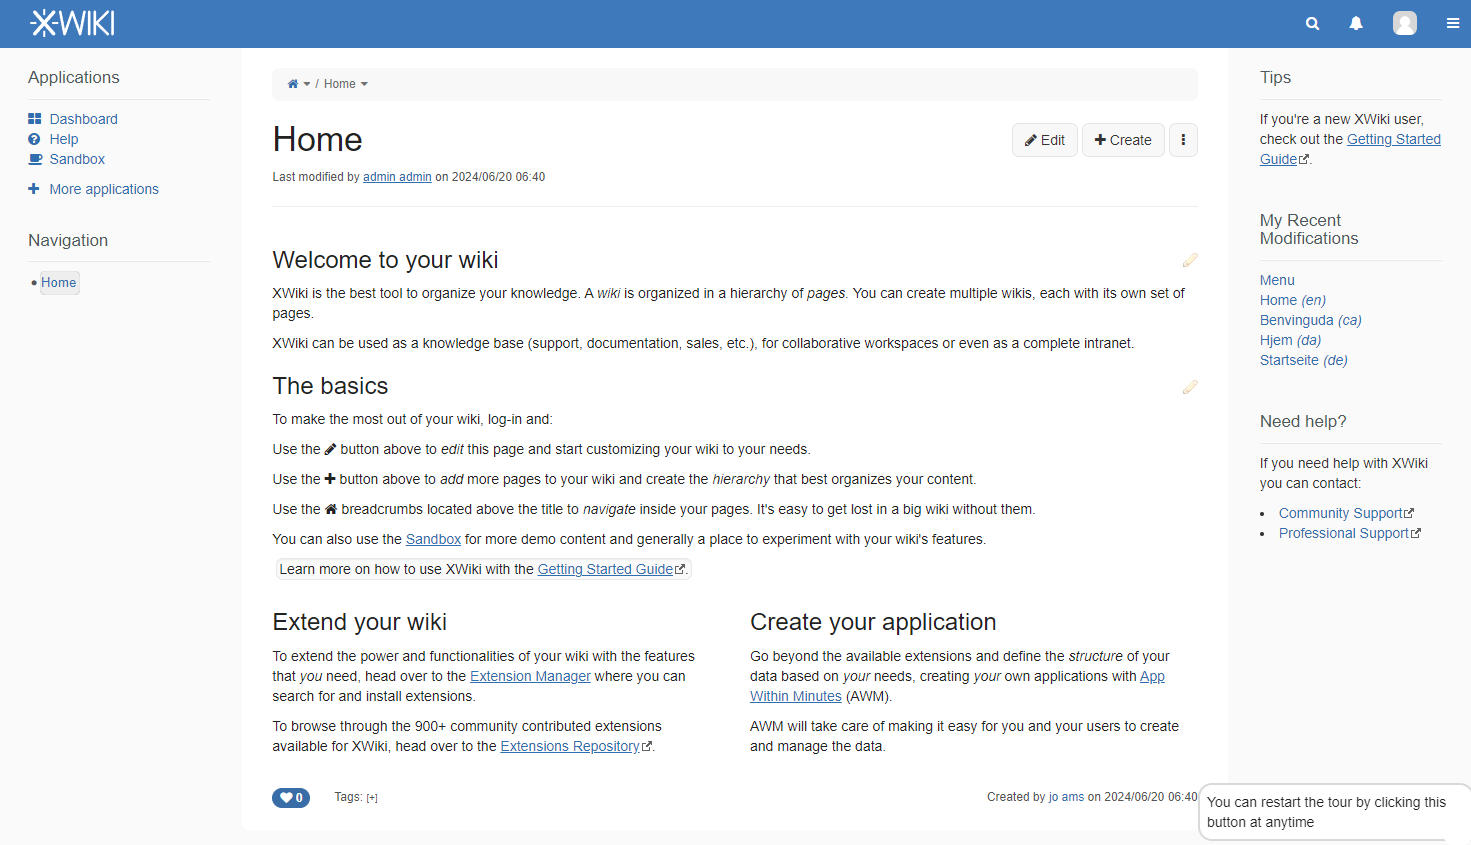 XWIKI
Applications
Dashboard
Help
Sandbox
More applications
Navigation
Home
/ Home
Home
Edit
Create
Last modified by admin admin on 2024/06/20 06:40
Welcome to your wiki
XWiki is the best tool to organize your knowledge. A wiki is organized in a hierarchy of pages. You can create multiple wikis, each with its own set of
pages.
XWiki can be used as a knowledge base (support, documentation, sales, etc.), for collaborative workspaces or even as a complete intranet.
The basics
To make the most out of your wiki, log-in and:
Use the button above to edit this page and start customizing your wiki to your needs.
Use the button above to add more pages to your wiki and create the hierarchy that best organizes your content.
Use the breadcrumbs located above the title to navigate inside your pages. It's easy to get lost in a big wiki without them.
You can also use the Sandbox for more demo content and generally a place to experiment with your wiki's features.
Learn more on how to use XWiki with the Getting Started Guide.
Extend your wiki
To extend the power and functionalities of your wiki with the features
that you need, head over to the Extension Manager where you can
search for and install extensions.
To browse through the 900+ community contributed extensions
available for XWiki, head over to the Extensions Repository.
Create your application
Go beyond the available extensions and define the structure of your
data based on your needs, creating your own applications with App
Within Minutes (AWM).
AWM will take care of making it easy for you and your users to create
and manage the data.
0
Tags: [+]
Created by jo ams on 2024/06/20 06:40
Tips
If you're a new XWiki user,
check out the Getting Started
Guide.
My Recent
Modifications
Menu
Home (en)
Benvinguda (ca)
Hjem (da)
Startseite (de)
Need help?
If you need help with XWiki
you can contact:
• Community Support
• Professional Support
You can restart the tour by clicking this
button at anytime